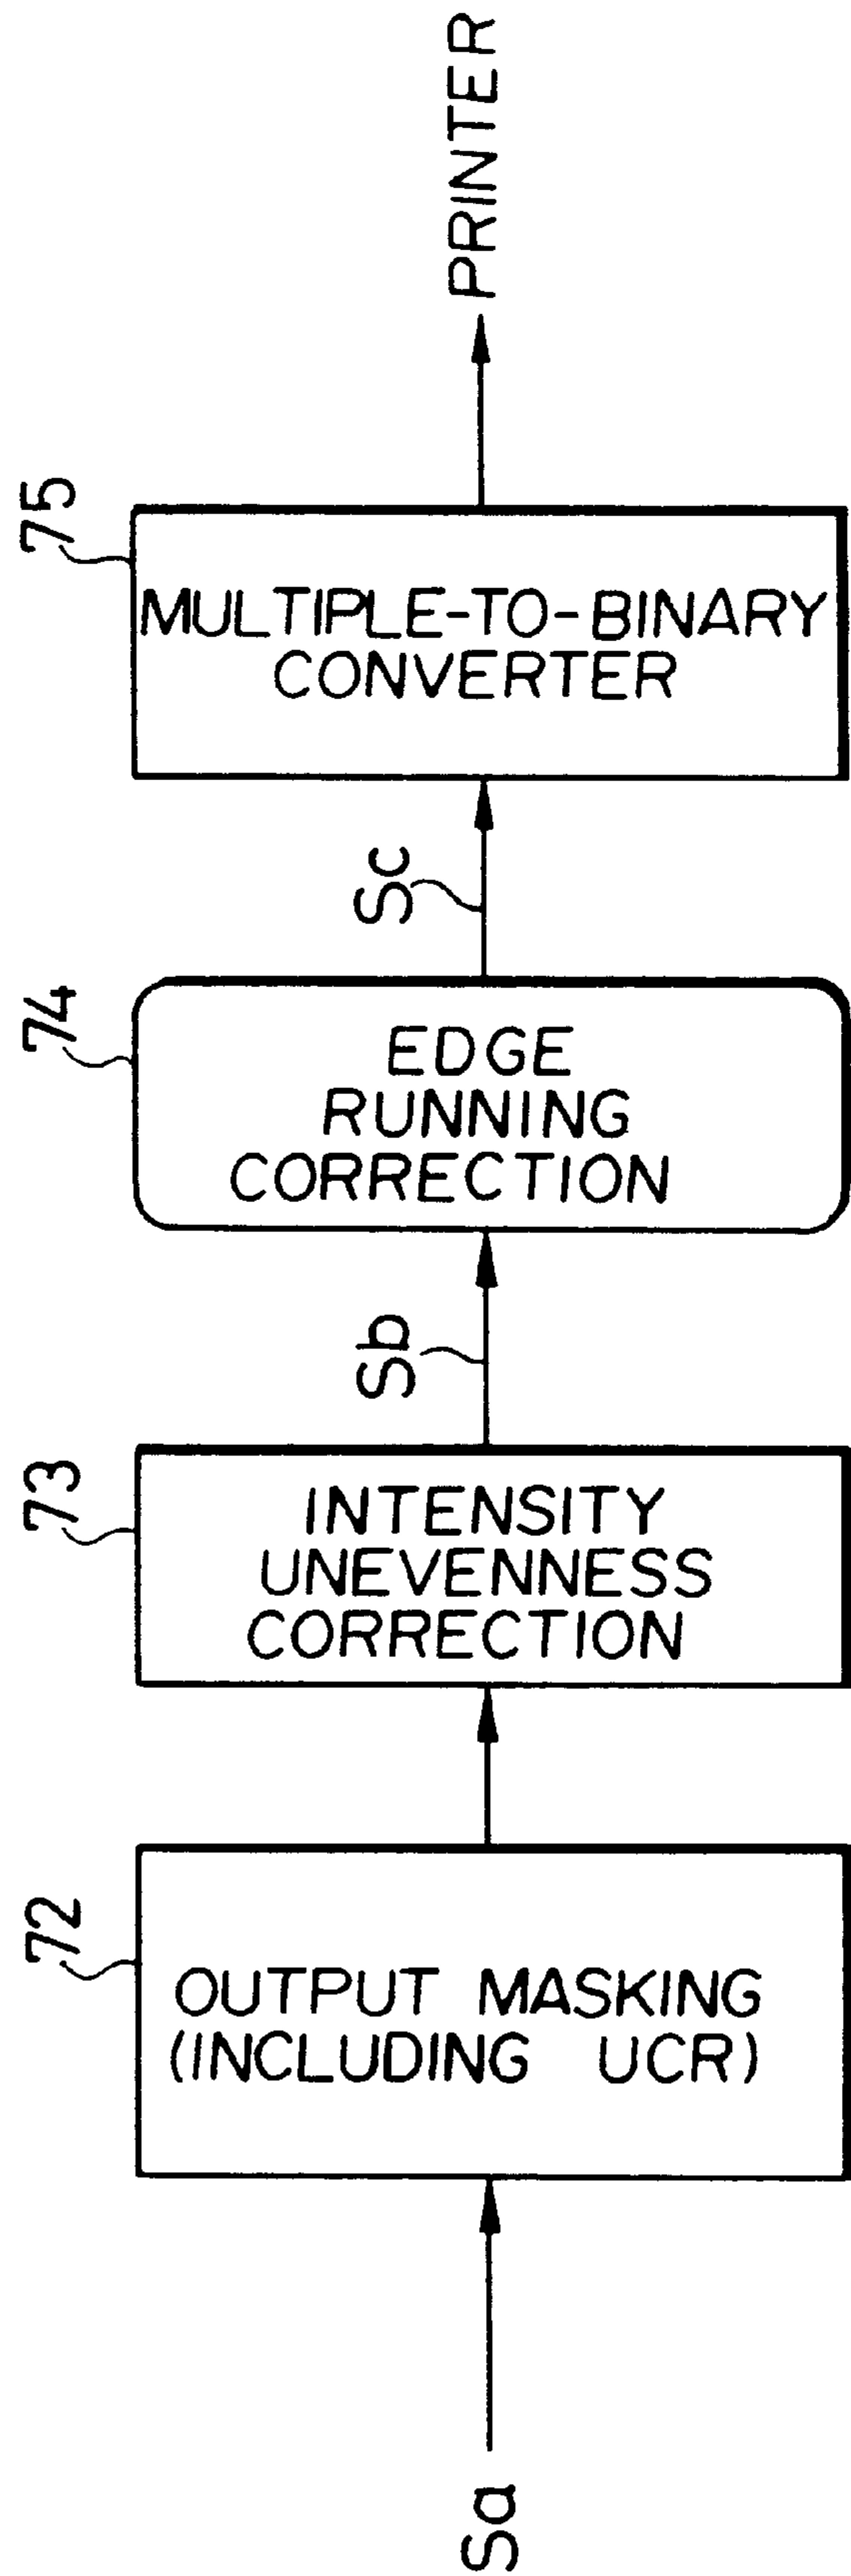 Sa
72
OUTPUT MASKING
(INCLUDING UCR)
73
INTENSITY
UNEVENNESS
CORRECTION
Sb
74
EDGE
RUNNING
CORRECTION
Sc
75
MULTIPLE-TO-BINARY
CONVERTER
PRINTER